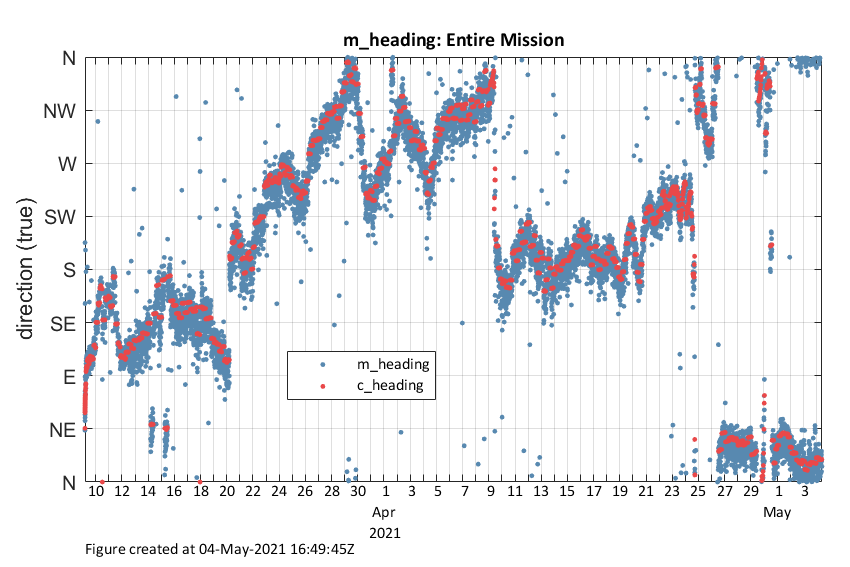 m_heading: Entire Mission
direction (true)
N
NW
W
SW
S
SE
E
NE
N
m_heading
c_heading
10 12 14 16 18 20 22 24 26 28 30 1 3 5 7 9 11 13 15 17 19 21 23 25 27 29 1 3
Apr May
2021
Figure created at 04-May-2021 16:49:45Z